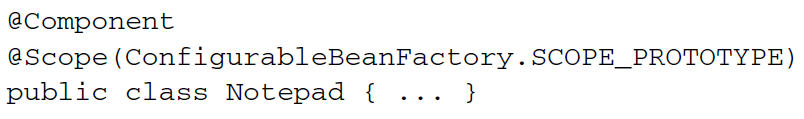 @Component
@Scope(ConfigurableBeanFactory.SCOPE_PROTOTYPE)
public class Notepad { ... }